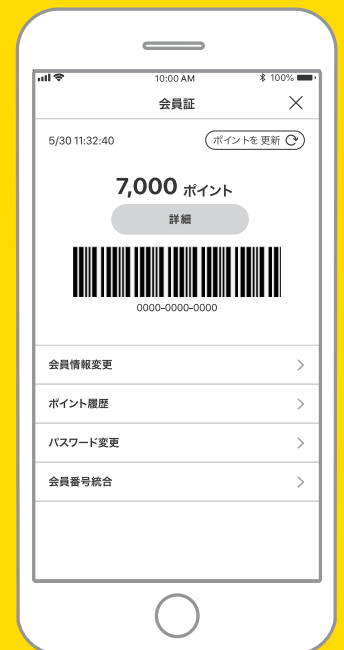 10:00 AM 100%
会員証
5/30 11:32:40 ポイントを更新
7,000 ポイント
詳細
0000-0000-0000
会員情報変更
ポイント履歴
パスワード変更
会員番号統合